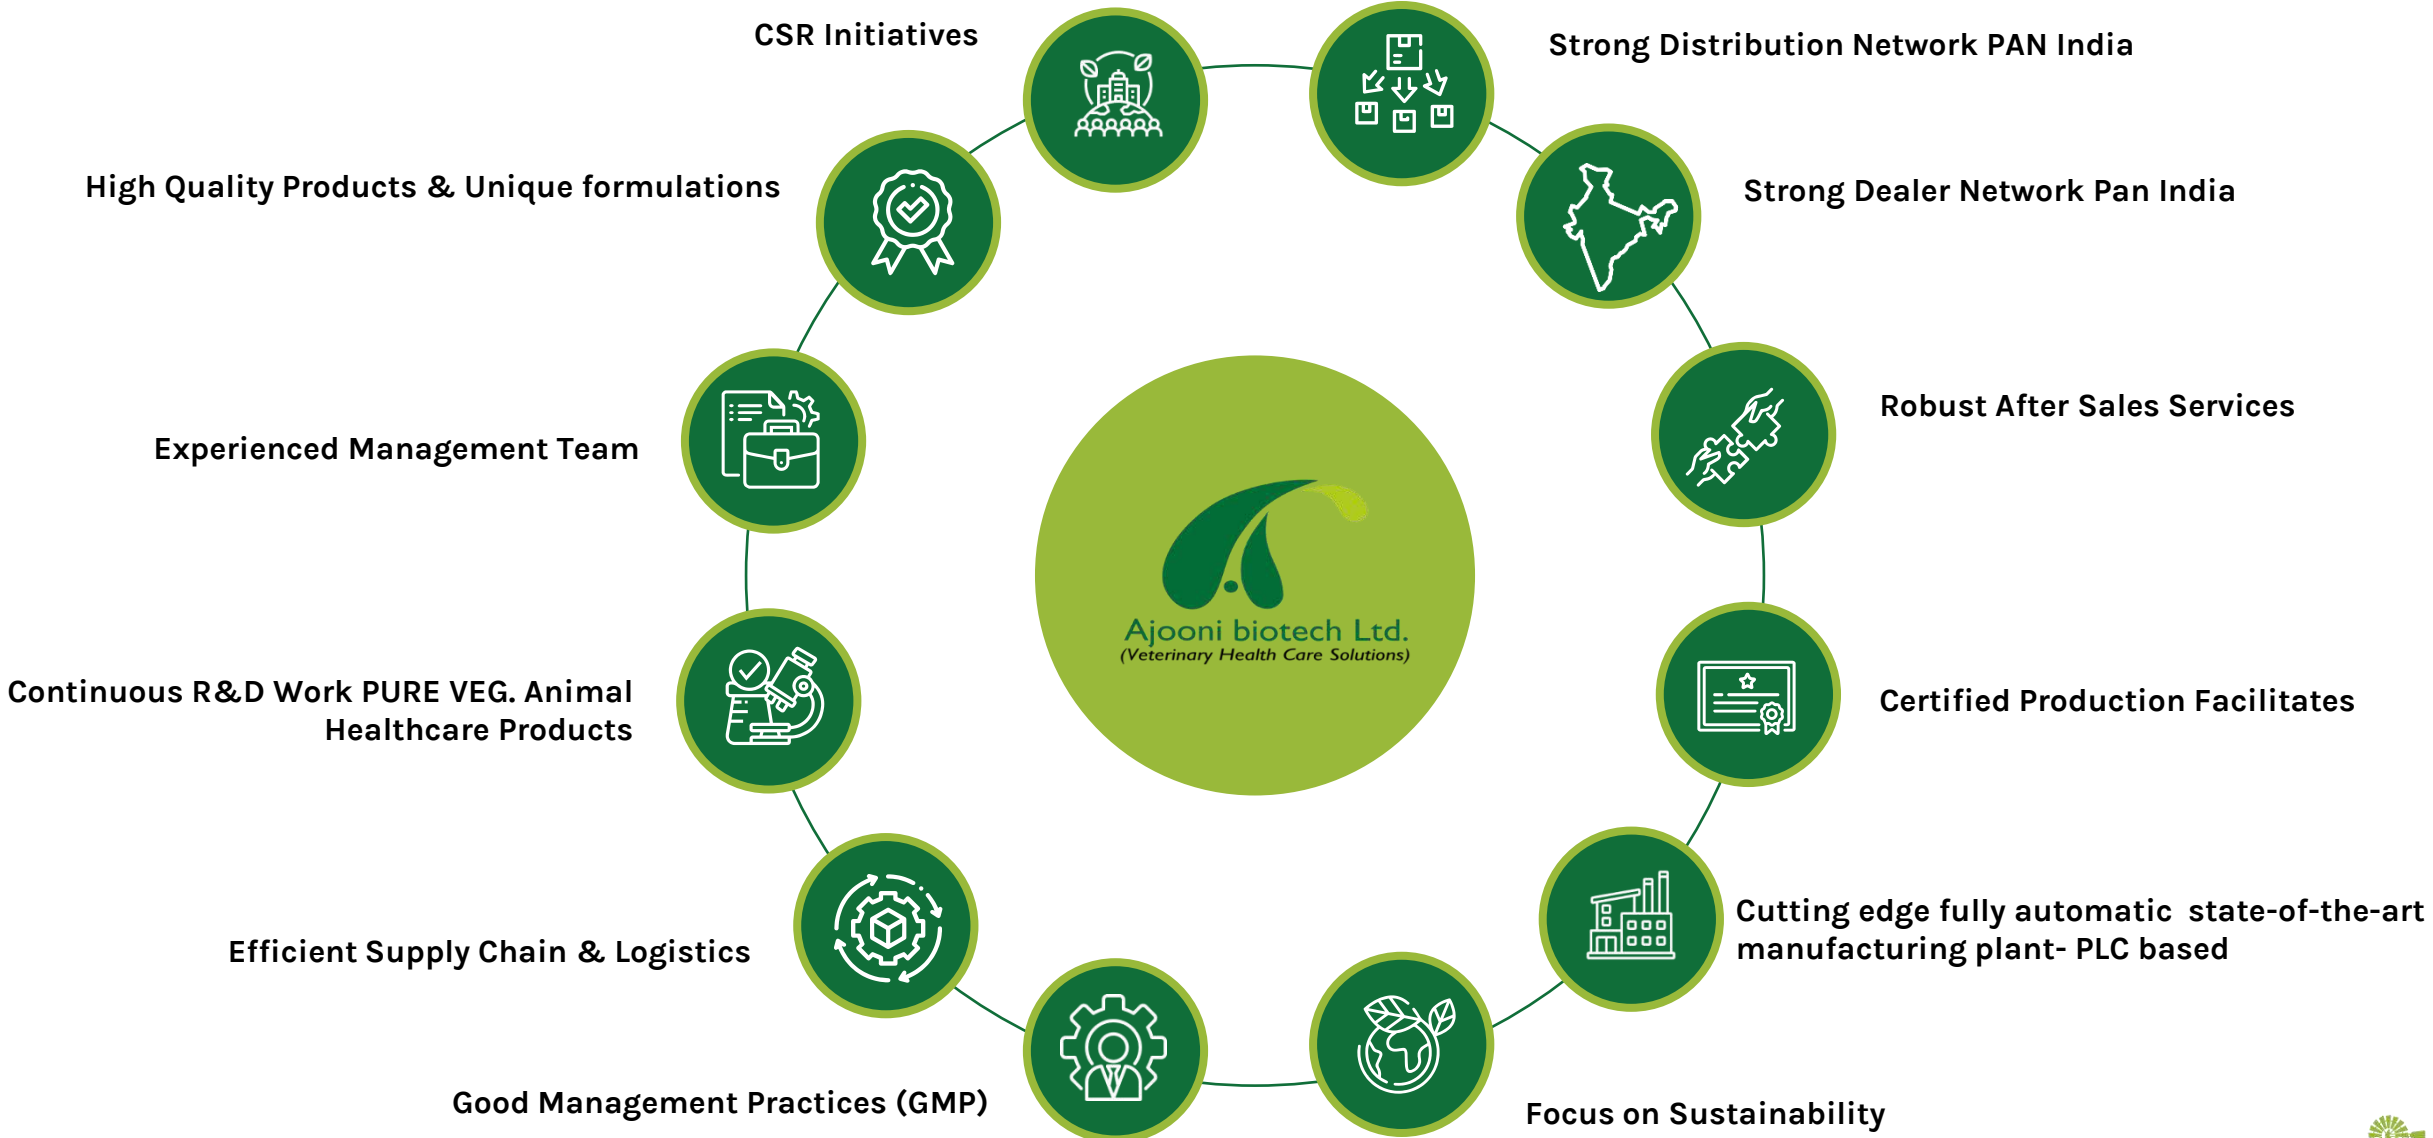 CSR Initiatives
Strong Distribution Network PAN India
High Quality Products & Unique formulations
Strong Dealer Network Pan India
Experienced Management Team
Robust After Sales Services
Ajooni biotech Ltd.
(Veterinary Health Care Solutions)
Continuous R&D Work PURE VEG. Animal
Healthcare Products
Certified Production Facilitates
Efficient Supply Chain & Logistics
Cutting edge fully automatic state-of-the-art
manufacturing plant- PLC based
Good Management Practices (GMP)
Focus on Sustainability